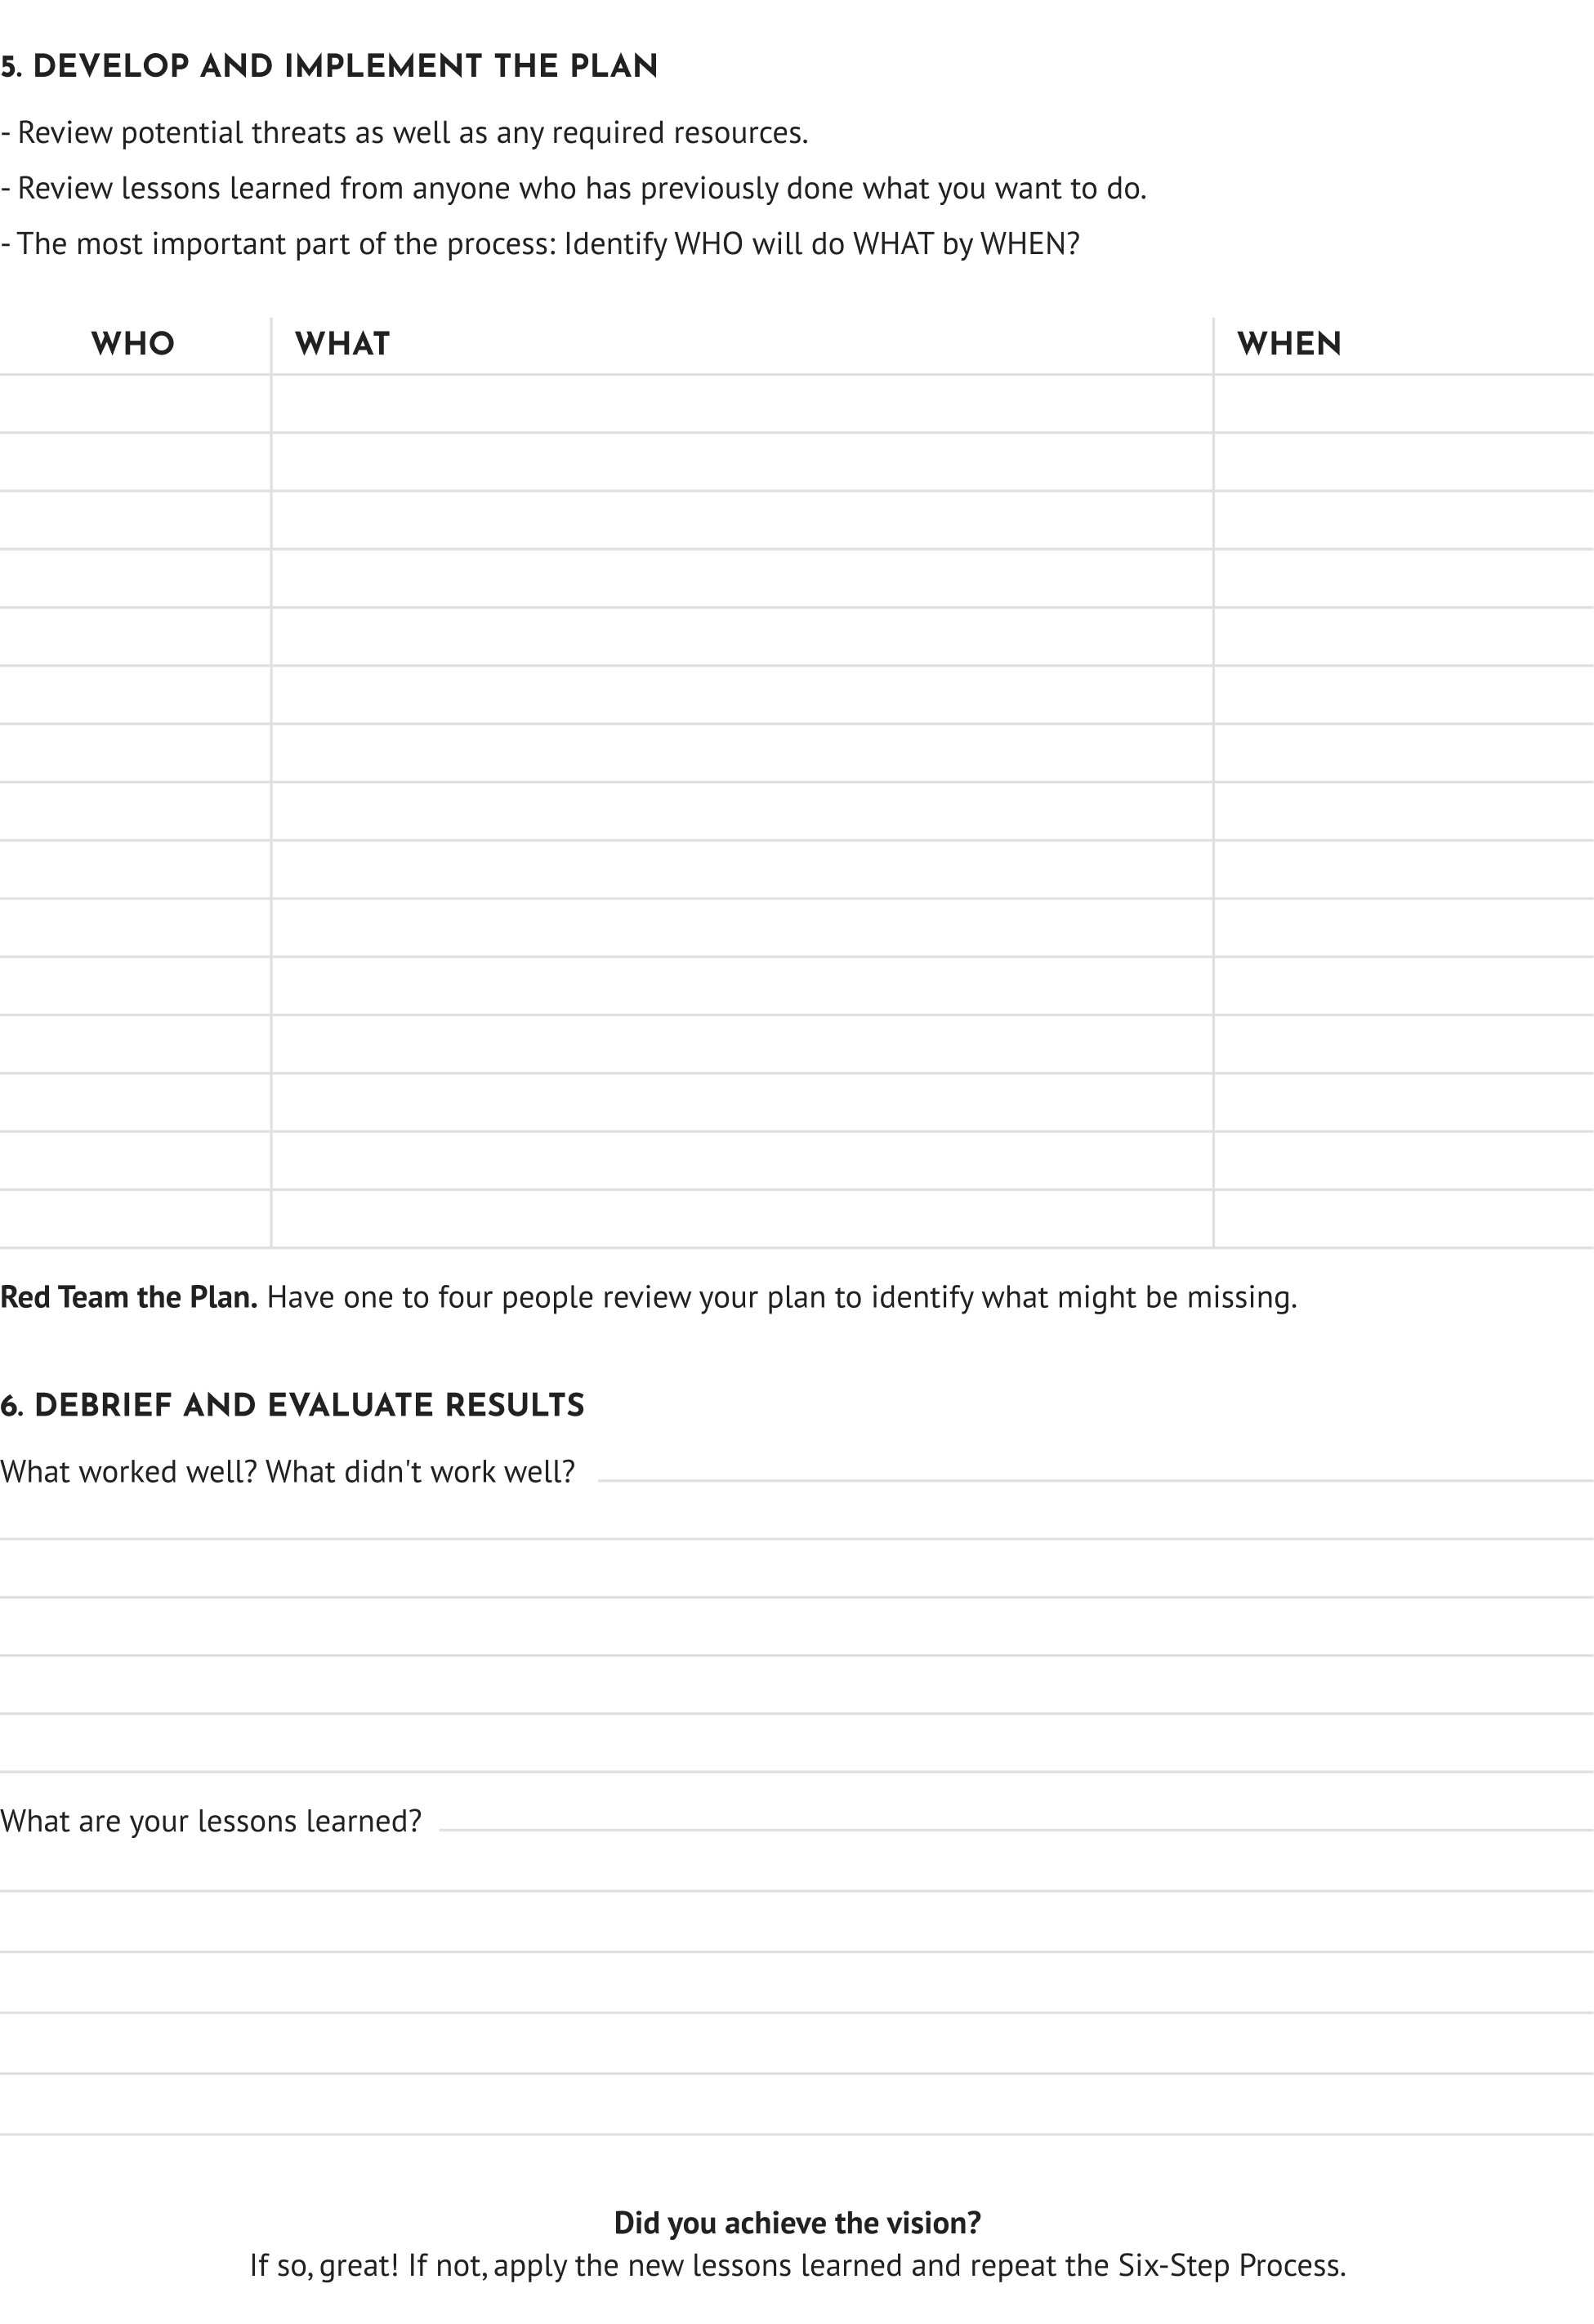 5. DEVELOP AND IMPLEMENT THE PLAN
- Review potential threats as well as any required resources.
- Review lessons learned from anyone who has previously done what you want to do.
- The most important part of the process: Identify WHO will do WHAT by WHEN?
WHO WHAT WHEN
Red Team the Plan. Have one to four people review your plan to identify what might be missing.
6. DEBRIEF AND EVALUATE RESULTS
What worked well? What didn't work well?
What are your lessons learned?
Did you achieve the vision?
If so, great! If not, apply the new lessons learned and repeat the Six-Step Process.